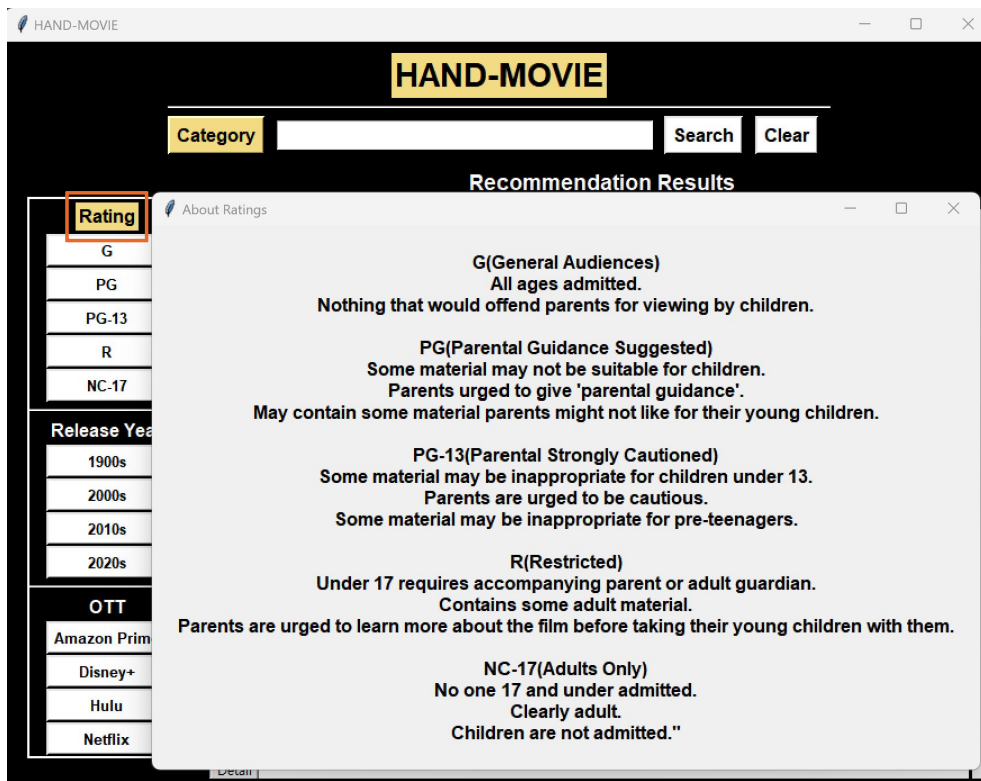 HAND-MOVIE
HAND-MOVIE
Category
Search
Clear
Recommendation Results
Rating
G
PG
PG-13
R
NC-17
Release Yea
1900s
2000s
2010s
2020s
OTT
Amazon Prim
Disney+
Hulu
Netflix
About Ratings
G(General Audiences)
All ages admitted.
Nothing that would offend parents for viewing by children.
PG(Parental Guidance Suggested)
Some material may not be suitable for children.
Parents urged to give 'parental guidance'.
May contain some material parents might not like for their young children.
PG-13(Parental Strongly Cautioned)
Some material may be inappropriate for children under 13.
Parents are urged to be cautious.
Some material may be inappropriate for pre-teenagers.
R(Restricted)
Under 17 requires accompanying parent or adult guardian.
Contains some adult material.
Parents are urged to learn more about the film before taking their young children with them.
NC-17(Adults Only)
No one 17 and under admitted.
Clearly adult.
Children are not admitted."
Detail